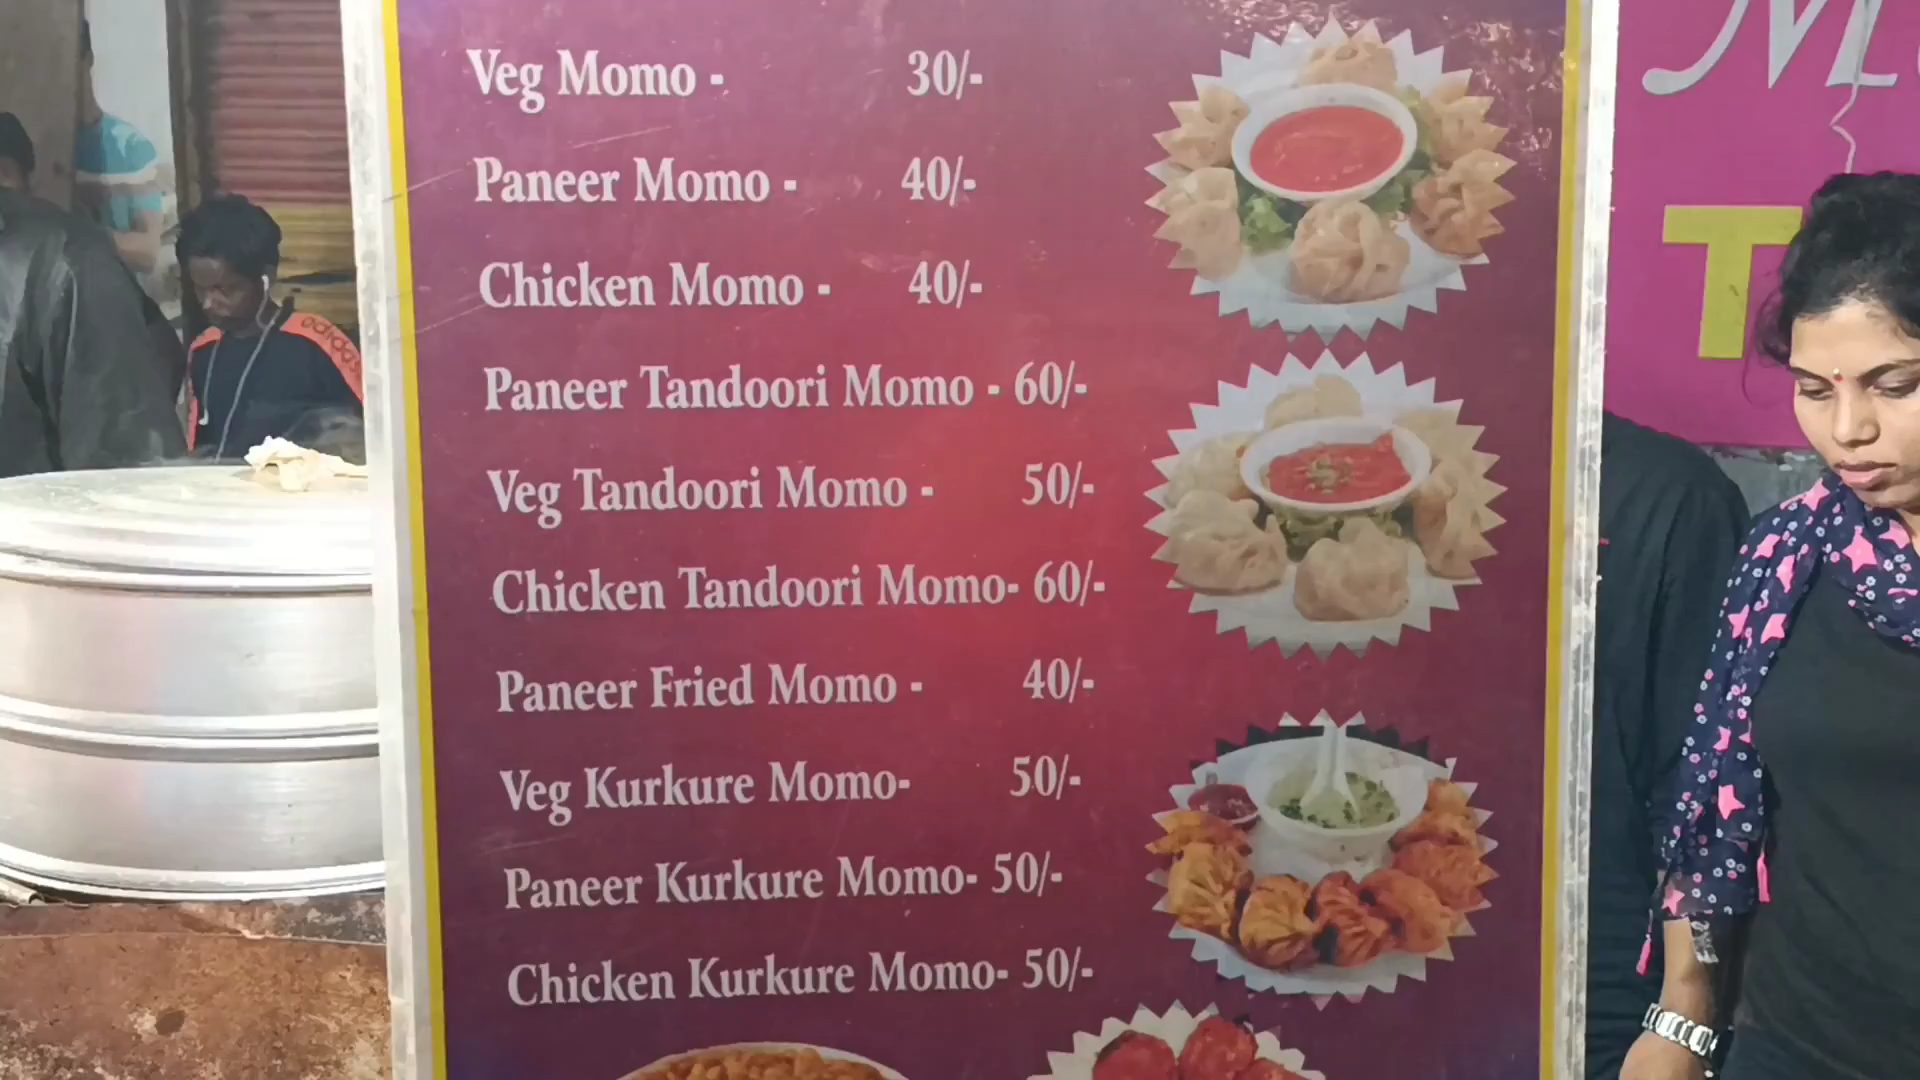 Veg Momo - 30/-
Paneer Momo - 40/-
Chicken Momo - 40/-
Paneer Tandoori Momo - 60/-
Veg Tandoori Momo - 50/-
Chicken Tandoori Momo- 60/-
Paneer Fried Momo - 40/-
Veg Kurkure Momo- 50/-
Paneer Kurkure Momo- 50/-
Chicken Kurkure Momo- 50/-
adidas